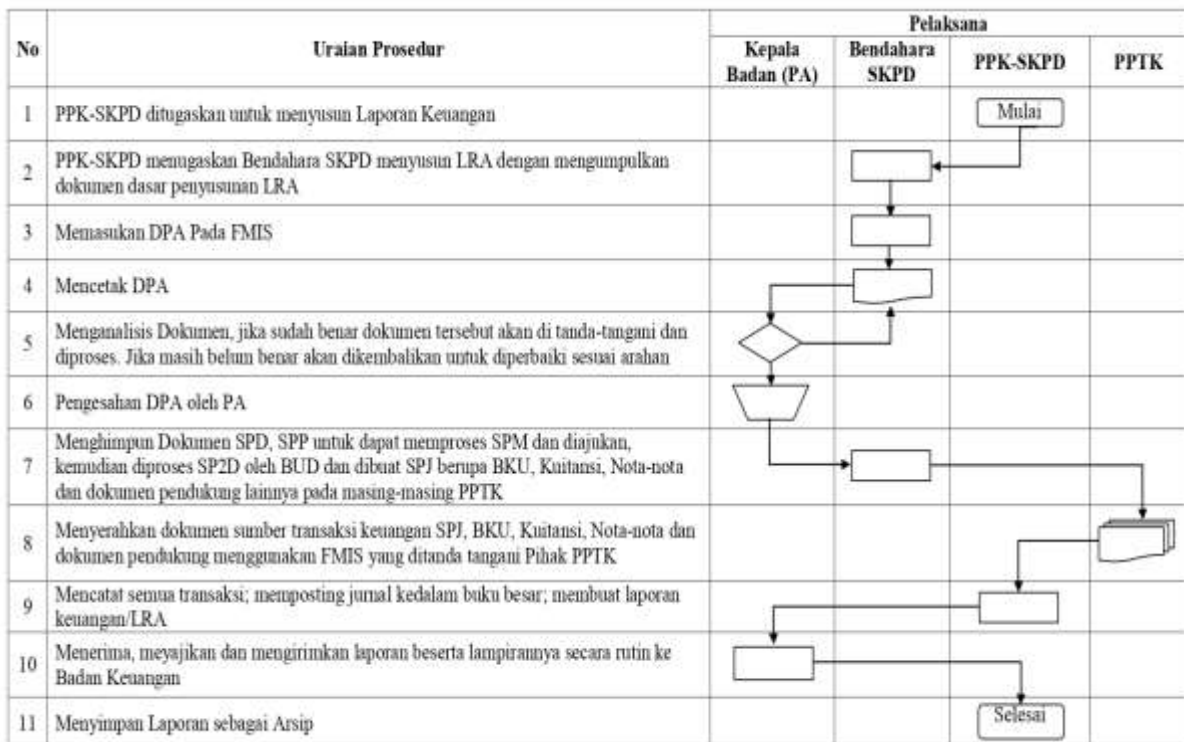 Pelaksana
No
Uraian Prosedur
Kepala
Badan (PA)
Bendahara
SKPD
PPK-SKPD
PPTK
1
PPK-SKPD ditugaskan untuk menyusun Laporan Keuangan
Mulai
2
PPK-SKPD menugaskan Bendahara SKPD menyusun LRA dengan mengumpulkan
dokumen dasar penyusunan LRA
3
Memasukan DPA Pada FMIS
4
Mencetak DPA
5
Menganalisis Dokumen, jika sudah benar dokumen tersebut akan di tanda-tangani dan
diproses. Jika masih belum benar akan dikembalikan untuk diperbaiki sesuai arahan
6
Pengesahan DPA oleh PA
7
Menghimpun Dokumen SPD, SPP untuk dapat memproses SPM dan diajukan,
kemudian diproses SP2D oleh BUD dan dibuat SPJ berupa BKU, Kuitansi, Nota-nota
dan dokumen pendukung lainnya pada masing-masing PPTK
8
Menyerahkan dokumen sumber transaksi keuangan SPJ, BKU, Kuitansi, Nota-nota dan
dokumen pendukung menggunakan FMIS yang ditanda tangani Pihak PPTK
9
Mencatat semua transaksi; memposting jurnal kedalam buku besar; membuat laporan
keuangan/LRA
10
Menerima, meyajikan dan mengirimkan laporan beserta lampirannya secara rutin ke
Badan Keuangan
11
Menyimpan Laporan sebagai Arsip
Selesai